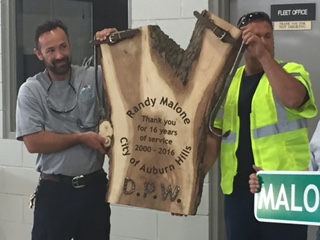 FLEET OFFICE
Randy Malone
Thank you
for 16 years
of service
2000 - 2016
City of Auburn Hills
D.P.W.
MALO